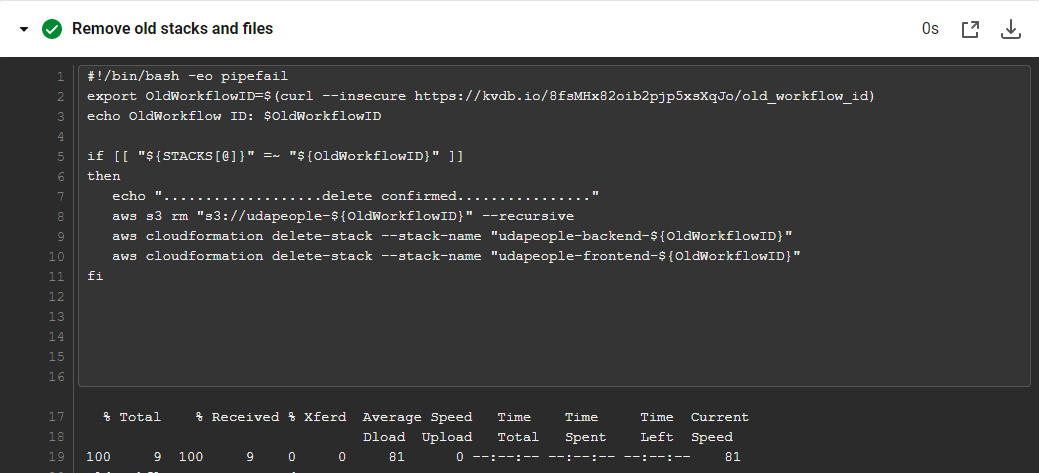 Remove old stacks and files 0s
1 #!/bin/bash -eo pipefail
2 export OldWorkflowID=$(curl --insecure https://kvdb.io/8fsMHx82oib2pjp5xsXqJo/old_workflow_id)
3 echo OldWorkflow ID: $OldWorkflowID
4
5 if [[ "${STACKS[@]}" =~ "${OldWorkflowID}" ]]
6 then
7 echo "...................delete confirmed................"
8 aws s3 rm "s3://udapeople-${OldWorkflowID}" --recursive
9 aws cloudformation delete-stack --stack-name "udapeople-backend-${OldWorkflowID}"
10 aws cloudformation delete-stack --stack-name "udapeople-frontend-${OldWorkflowID}"
11 fi
12
13
14
15
16
17 % Total % Received % Xferd Average Speed Time Time Time Current
18 Dload Upload Total Spent Left Speed
19 100 9 100 9 0 0 81 0 --:--:-- --:--:-- --:--:-- 81